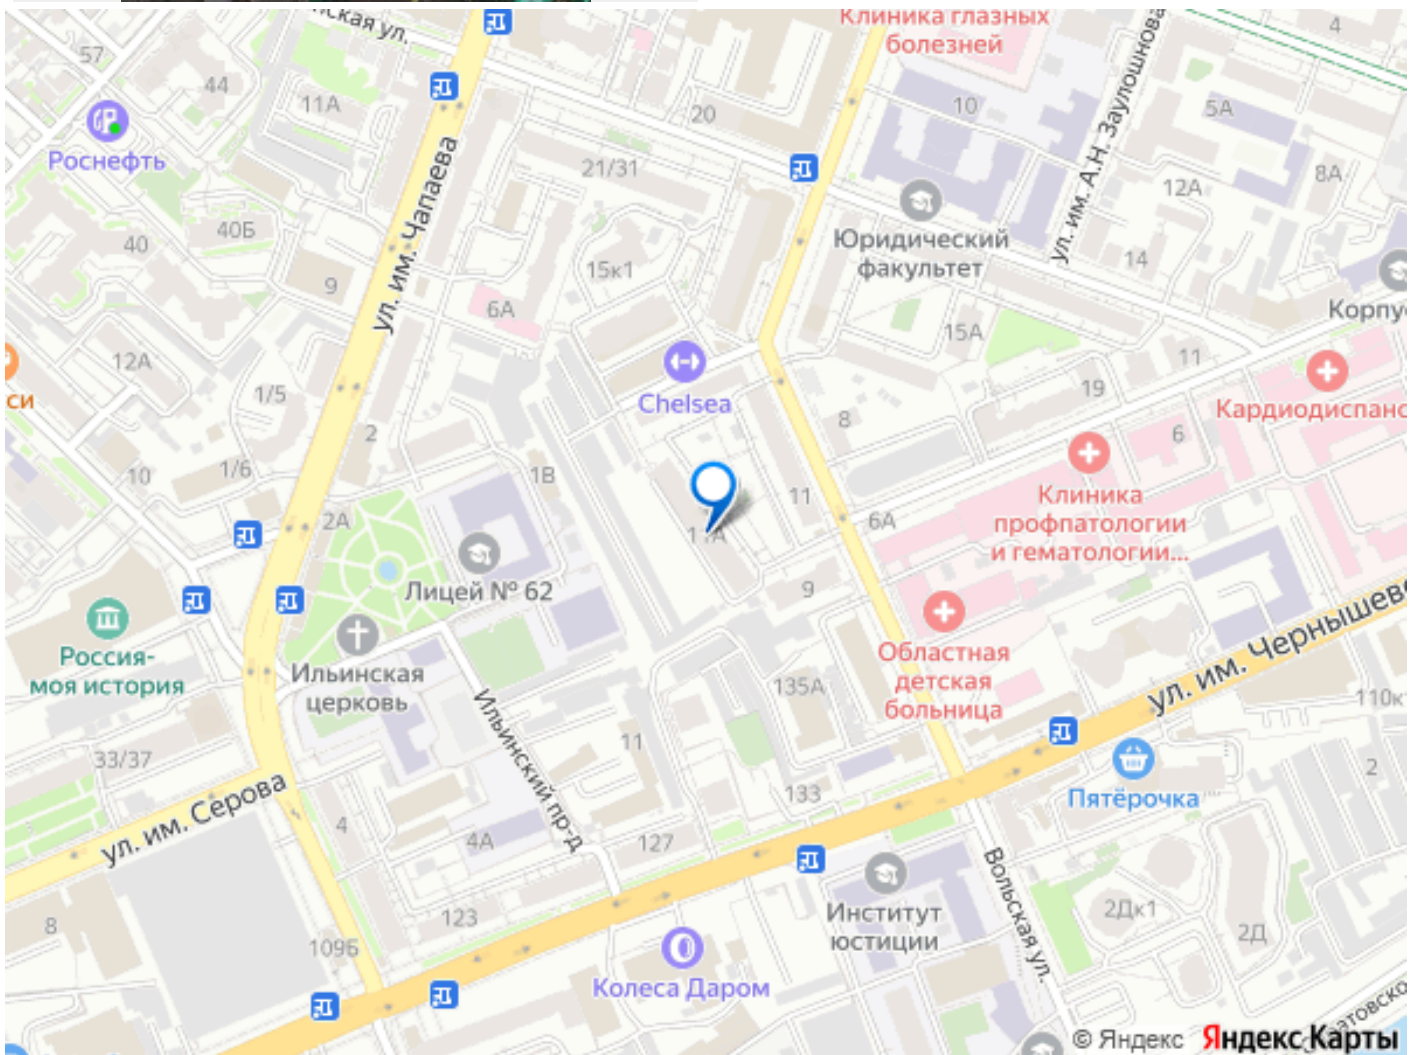 ская ул.
Клиника глазных
болезней
4
57
44
11А
20
10
5А
ул. им. А.Н. Заулошнова
Роснефть
21/31
8А
12А
ул. им. Чапаева
40
40Б
Юридический
факультет
14
9
15к1
6А
15А
Корпу
12А
11
си
1/5
Chelsea
19
Кардиодиспанс
2
8
6
10
1/6
1В
11
Клиника
профпатологии
и гематологии...
2А
6А
Лицей № 62
9
Россия-
моя история
Ильинская
церковь
Областная
детская
больница
ул. им. Чернышевс
135А
110к
Ильинский пр-д
33/37
11
2
ул. им. Серова
133
Пятёрочка
4
4А
127
Вольская ул.
8
123
Институт
юстиции
2Дк1
2Д
109Б
Колеса Даром
© Яндекс Яндекс Карты